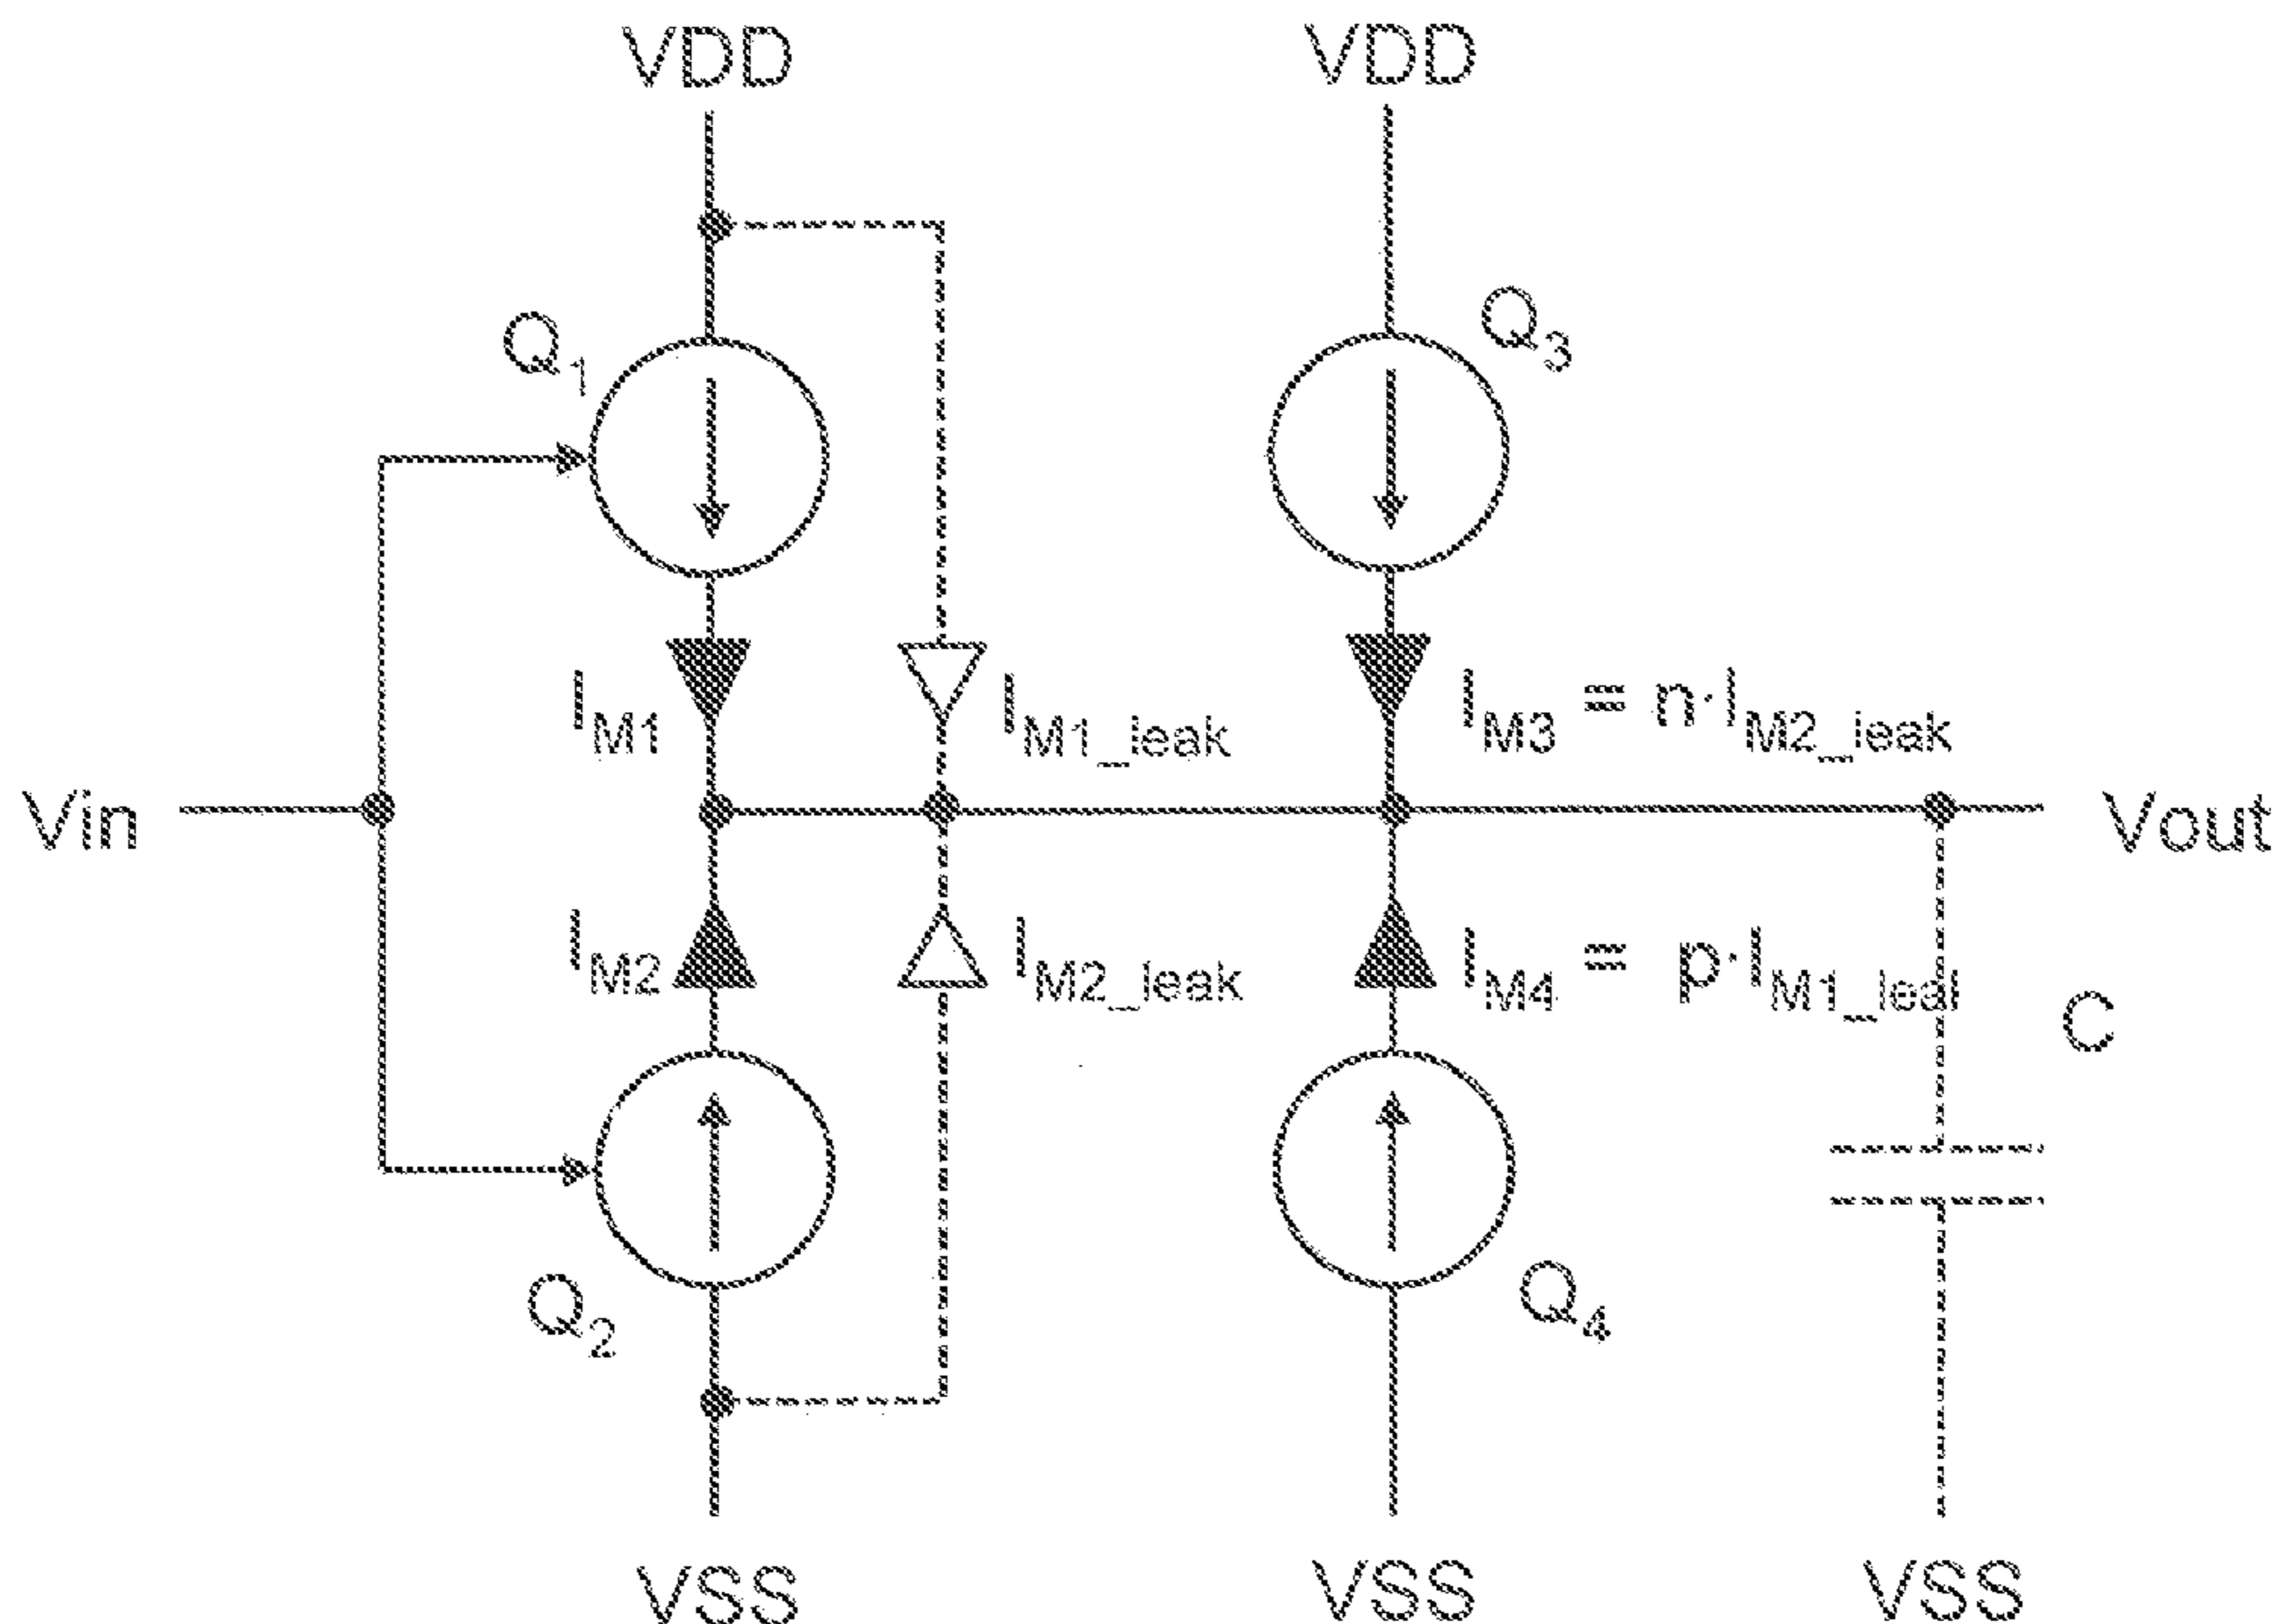 VDD VDD
Q1 Q3
IM1 IM1_leak IM3 = n·IM2_leak
Vin Vout
IM2 IM2_leak IM4 = p·IM1_leal
C
Q2 Q4
VSS VSS VSS